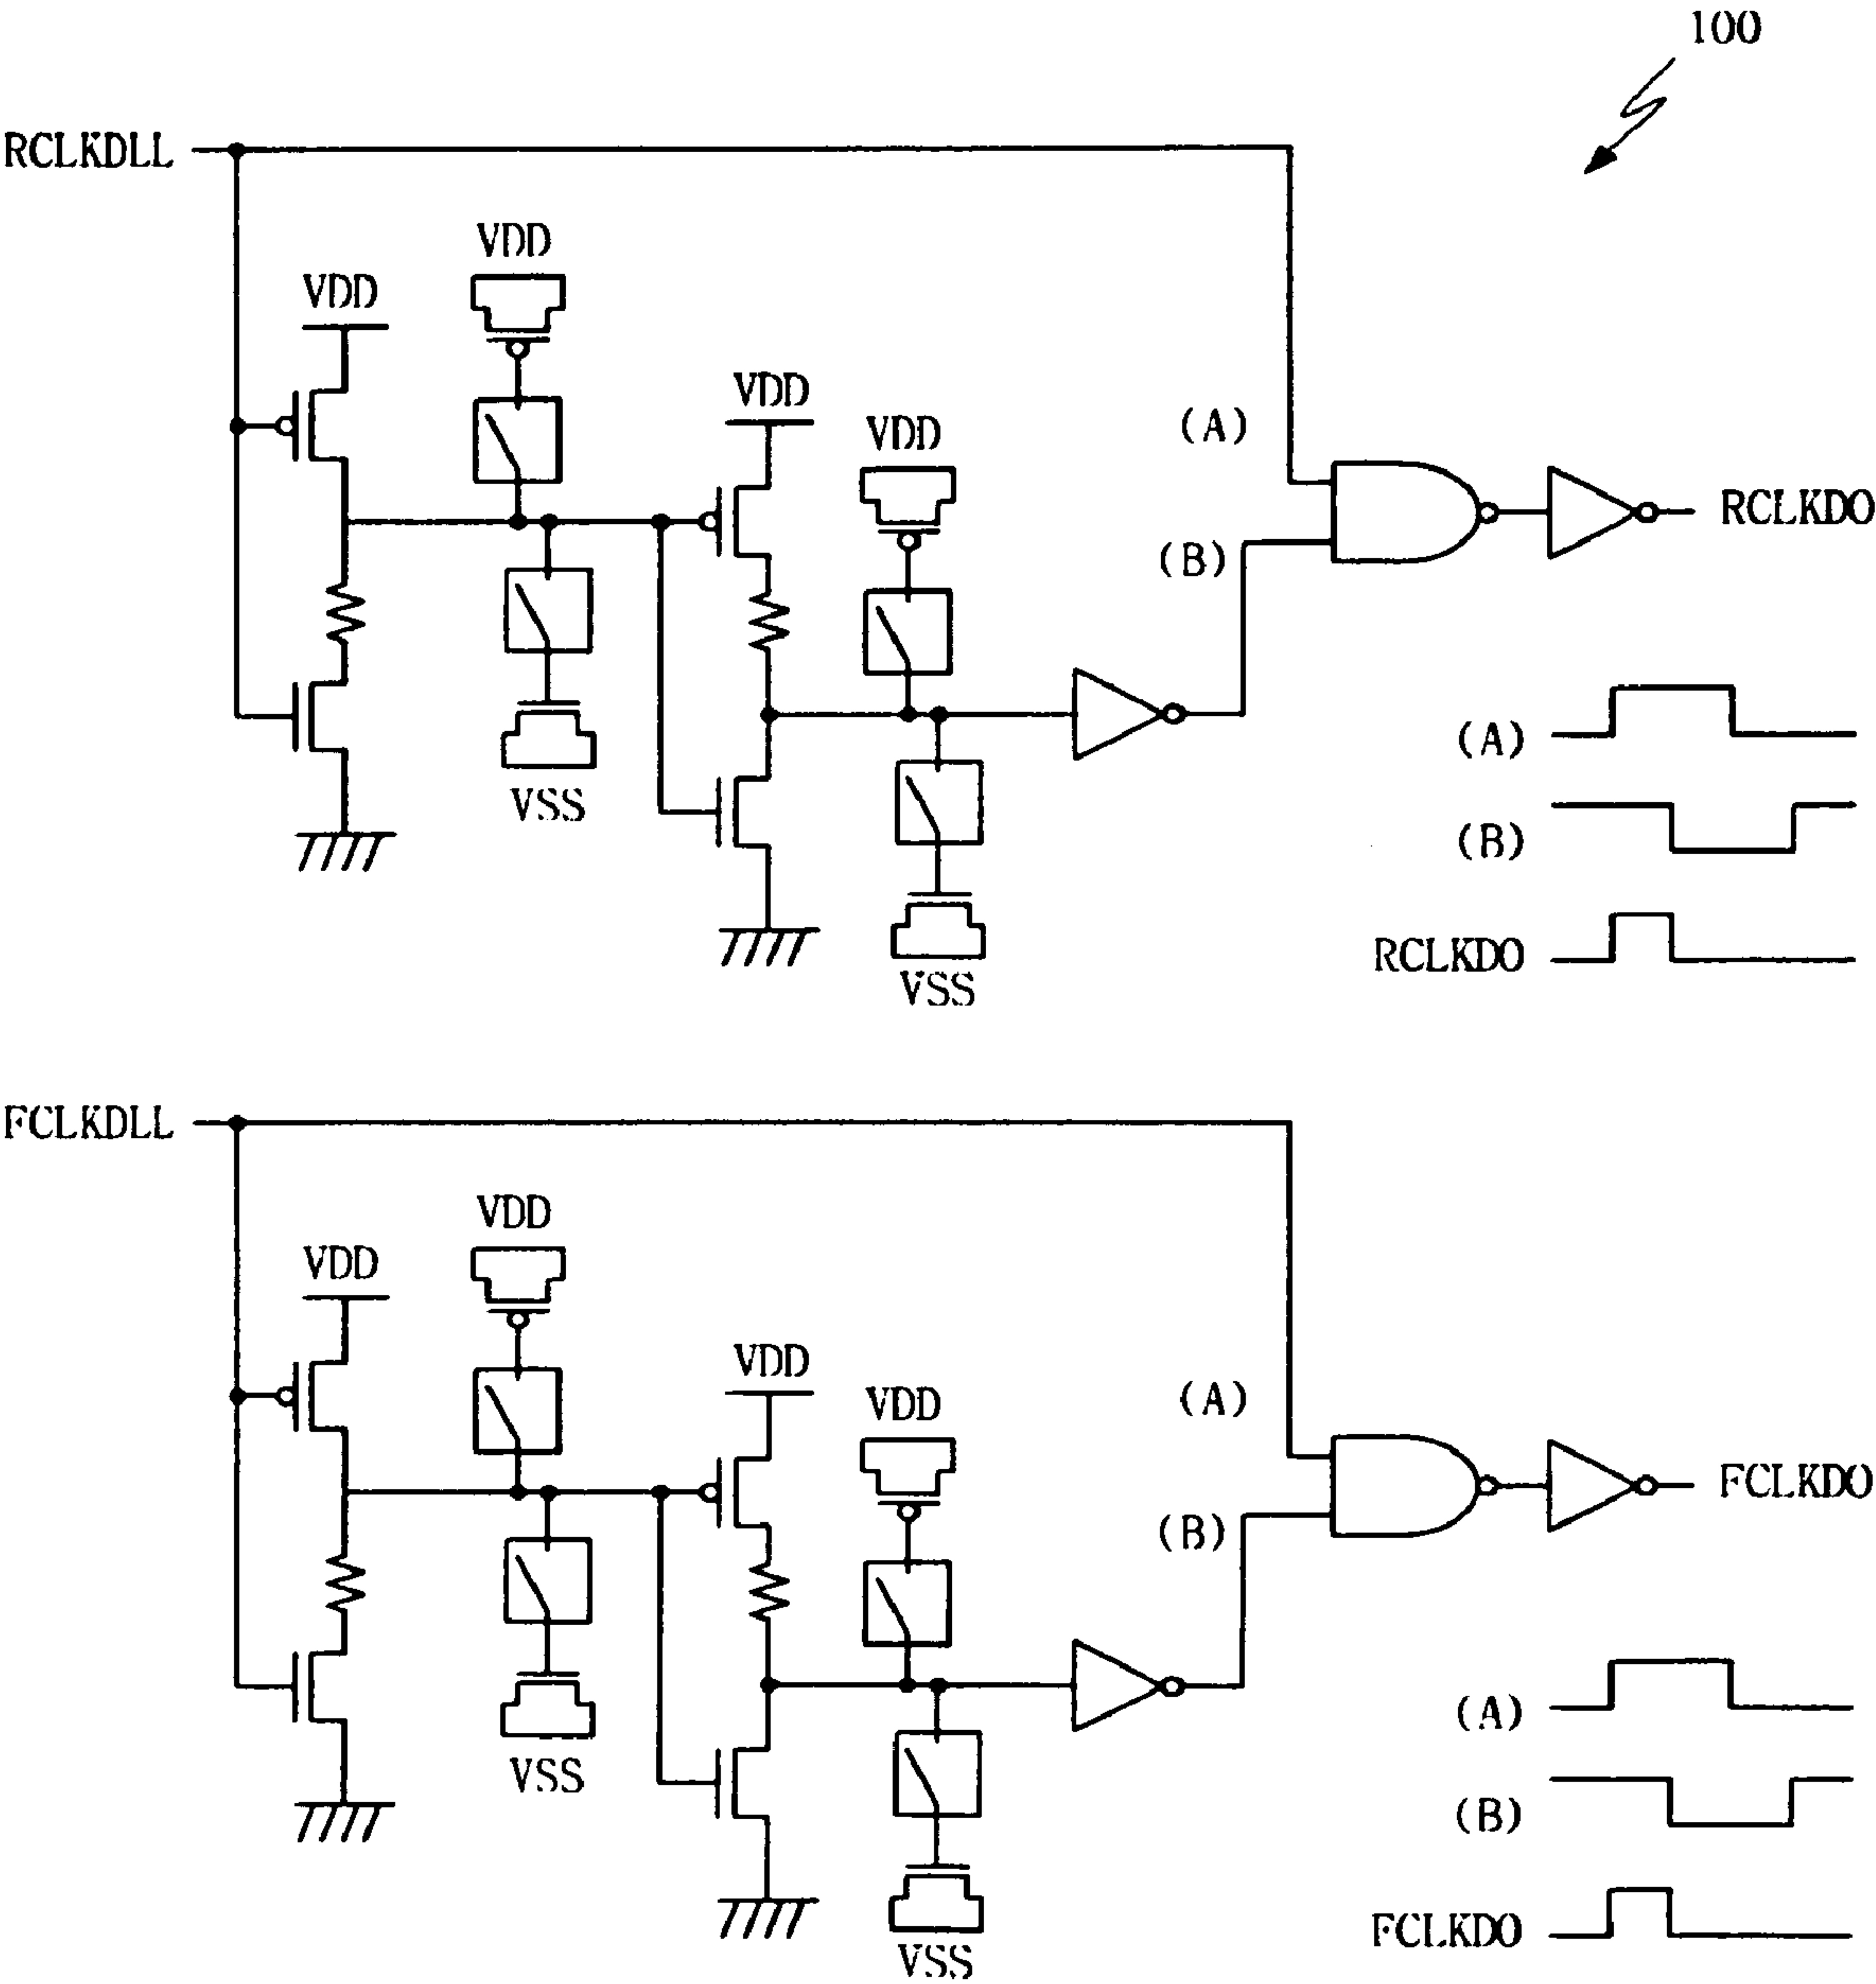 100
RCLKDLL
VDD
VDD
VDD
VDD
(A)
(B)
RCLKDO
VSS
VSS
(A)
(B)
RCLKDO
FCLKDLL
VDD
VDD
VDD
VDD
(A)
(B)
FCLKDO
VSS
VSS
(A)
(B)
FCLKDO